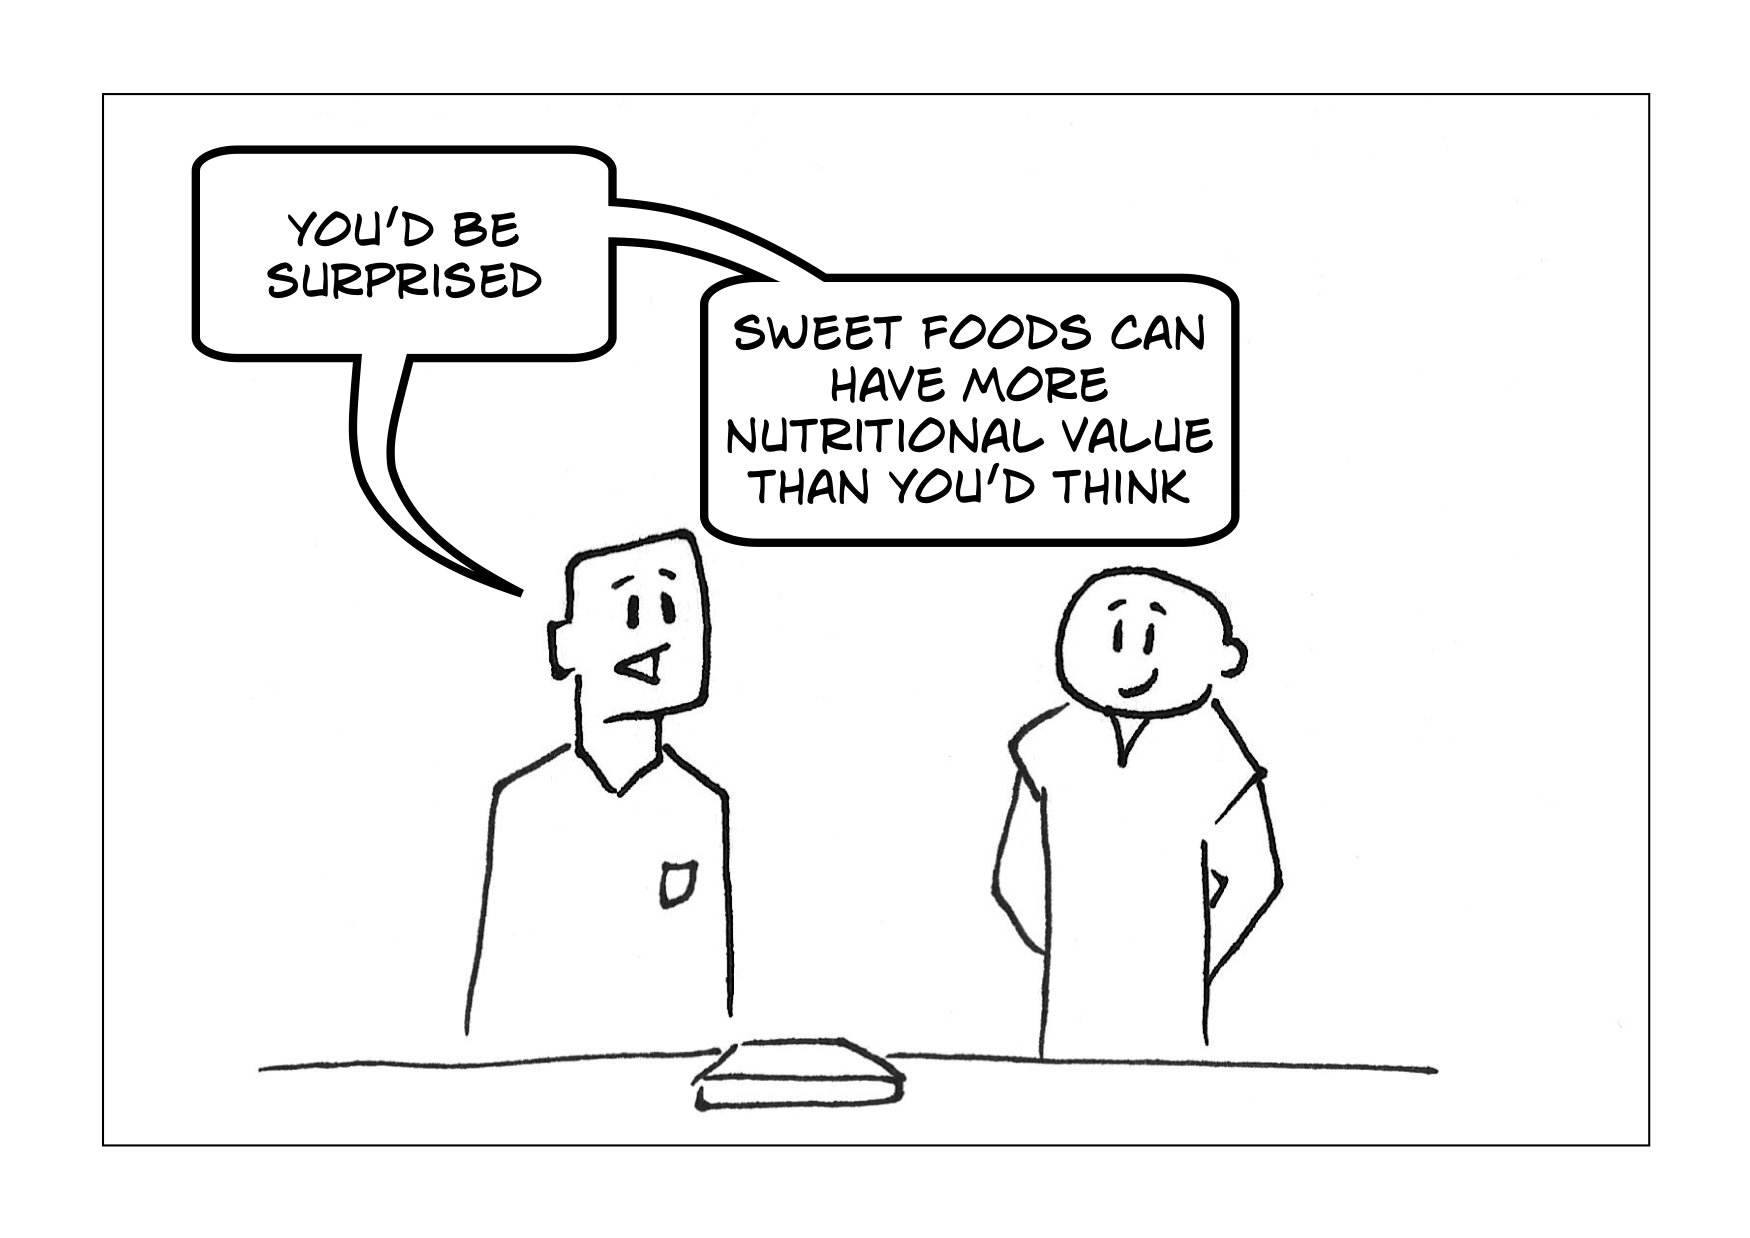 YOU'D BE
SURPRISED
SWEET FOODS CAN
HAVE MORE
NUTRITIONAL VALUE
THAN YOU'D THINK